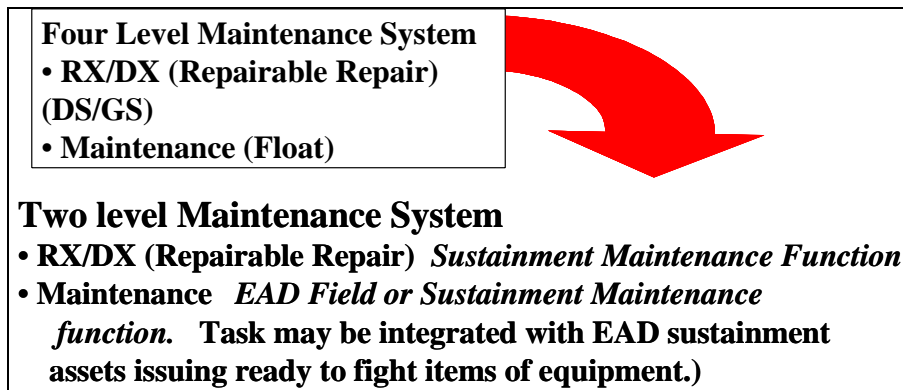 Four Level Maintenance System
• RX/DX (Repairable Repair)
(DS/GS)
• Maintenance (Float)
Two level Maintenance System
• RX/DX (Repairable Repair) Sustainment Maintenance Function
• Maintenance EAD Field or Sustainment Maintenance
function. Task may be integrated with EAD sustainment
assets issuing ready to fight items of equipment.)